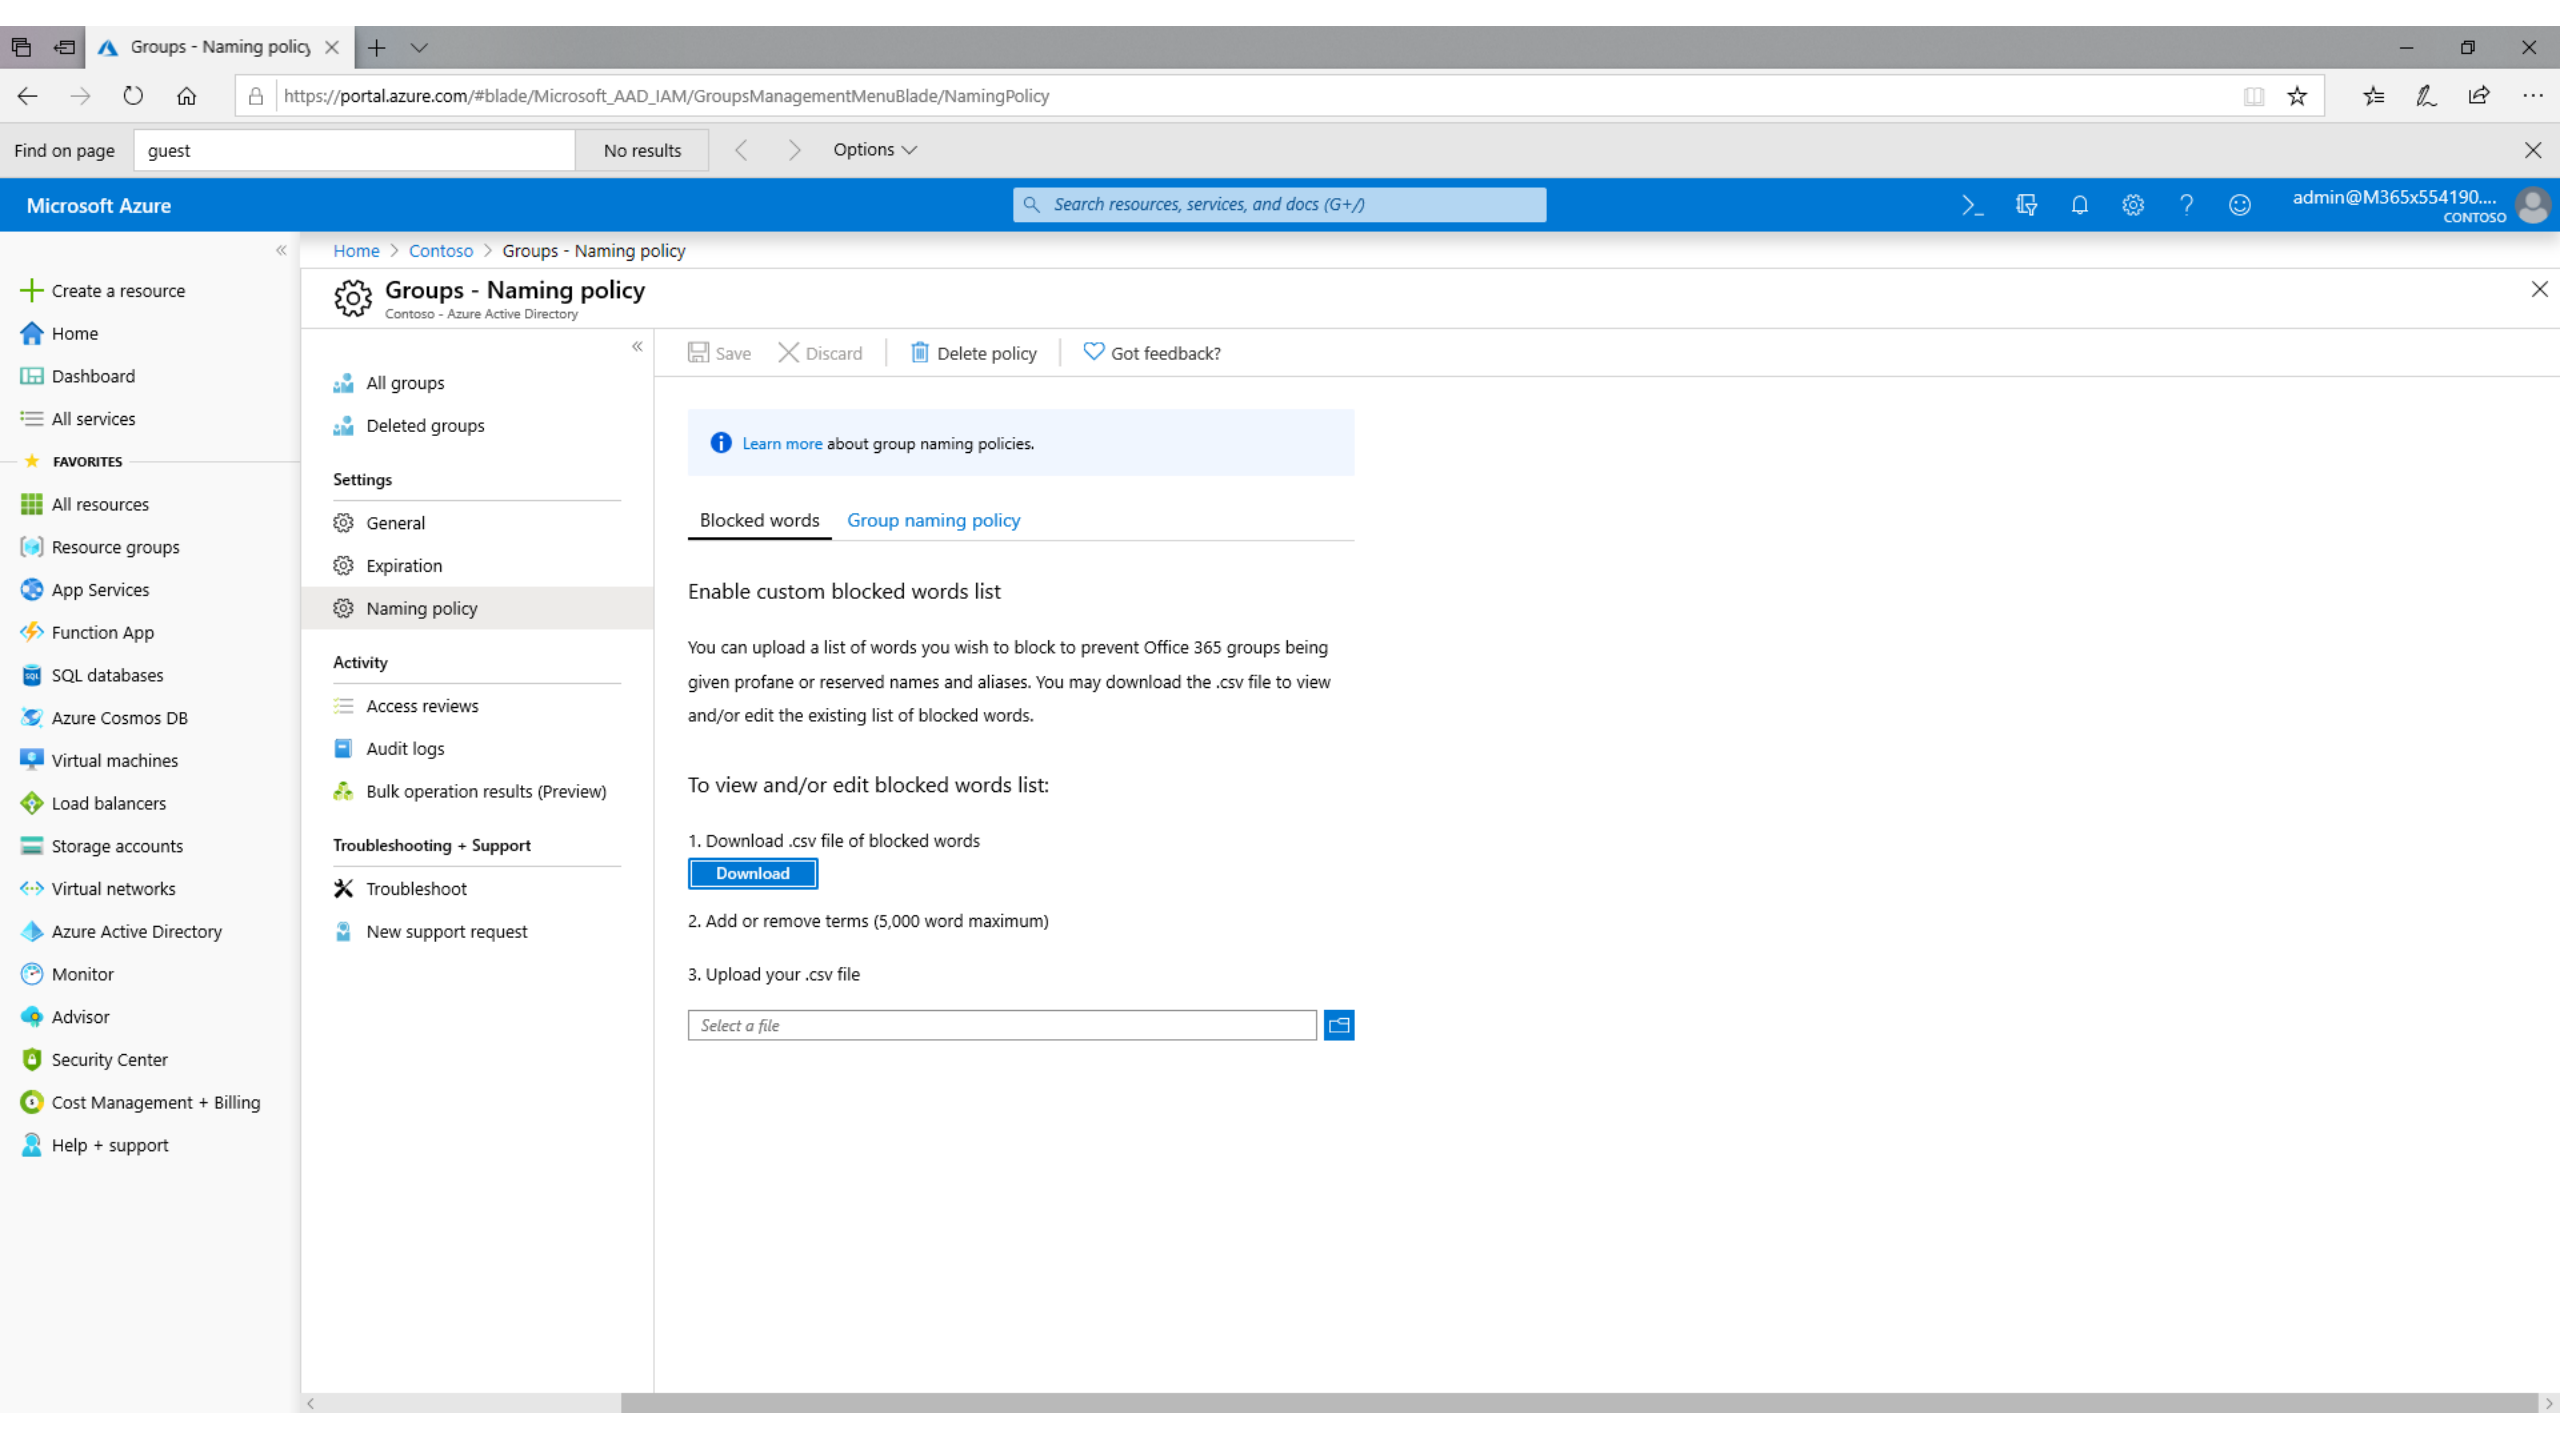 Groups - Naming policy
https://portal.azure.com/#blade/Microsoft_AAD_IAM/GroupsManagementMenuBlade/NamingPolicy
Find on page
guest
No results
Options
Microsoft Azure
Search resources, services, and docs (G+/)
admin@M365x554190....
CONTOSO
Create a resource
Home
Dashboard
All services
FAVORITES
All resources
Resource groups
App Services
Function App
SQL databases
Azure Cosmos DB
Virtual machines
Load balancers
Storage accounts
Virtual networks
Azure Active Directory
Monitor
Advisor
Security Center
Cost Management + Billing
Help + support
Home > Contoso > Groups - Naming policy
Groups - Naming policy
Contoso - Azure Active Directory
All groups
Deleted groups
Settings
General
Expiration
Naming policy
Activity
Access reviews
Audit logs
Bulk operation results (Preview)
Troubleshooting + Support
Troubleshoot
New support request
Save
Discard
Delete policy
Got feedback?
Learn more about group naming policies.
Blocked words
Group naming policy
Enable custom blocked words list
You can upload a list of words you wish to block to prevent Office 365 groups being
given profane or reserved names and aliases. You may download the .csv file to view
and/or edit the existing list of blocked words.
To view and/or edit blocked words list:
1. Download .csv file of blocked words
Download
2. Add or remove terms (5,000 word maximum)
3. Upload your .csv file
Select a file